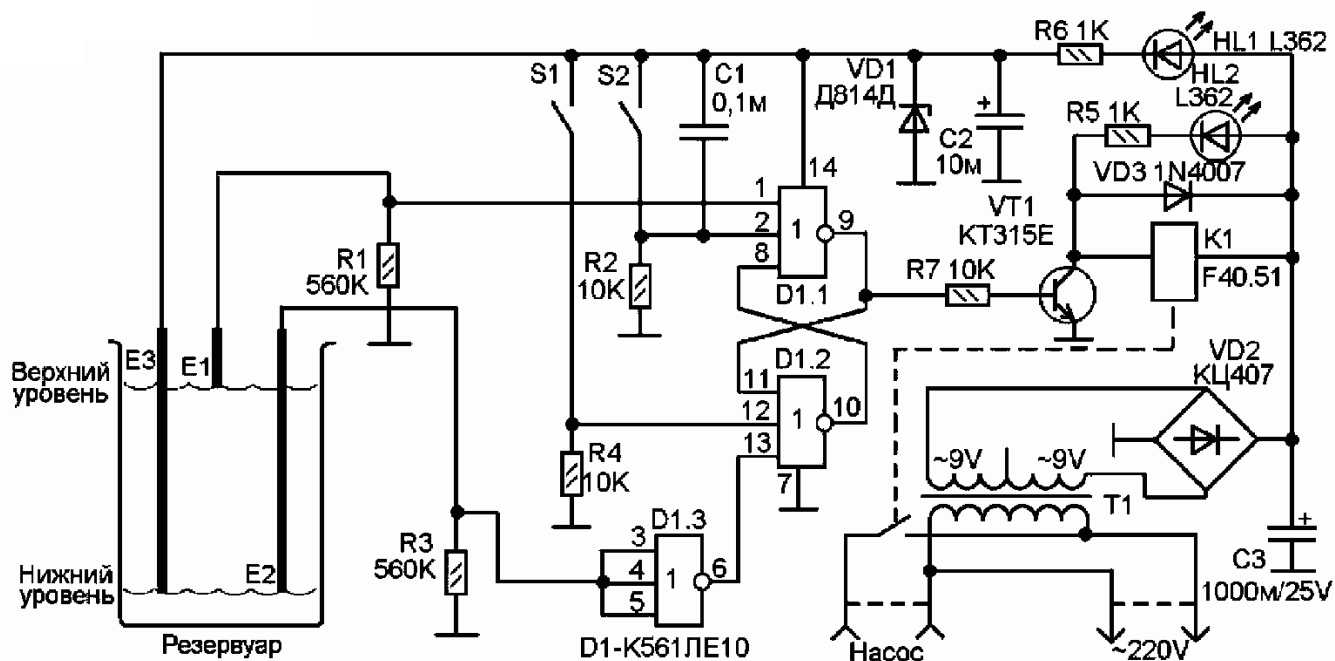 R6 1K
HL1 L362
S1
S2
C1
0,1м
VD1
Д814Д
HL2
L362
R5 1K
+
C2
10м
VD3 1N4007
14
1
2
8
1
9
VT1
КТ315Е
K1
F40.51
R1
560K
R2
10K
R7 10K
D1.1
E3
E1
Верхний
уровень
D1.2
11
12
13
1
10
7
VD2
КЦ407
R4
10K
~9V
~9V
T1
D1.3
3
4
5
1
6
R3
560K
+
C3
1000м/25V
Нижний
уровень
E2
Резервуар
D1-К561ЛЕ10
Насос
~220V